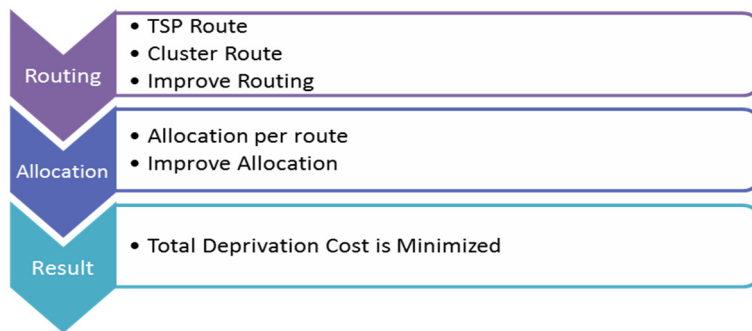 Routing
• TSP Route
• Cluster Route
• Improve Routing
Allocation
• Allocation per route
• Improve Allocation
Result
• Total Deprivation Cost is Minimized